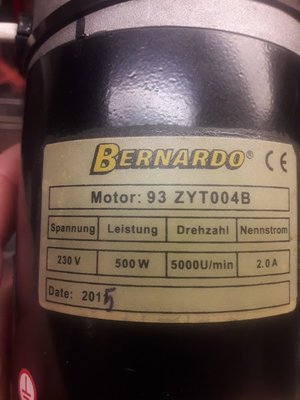 BERNARDO® CE
Motor: 93 ZYT004B
Spannung Leistung Drehzahl Nennstrom
230 V 500 W 5000U/min 2.0 A
Date: 2015